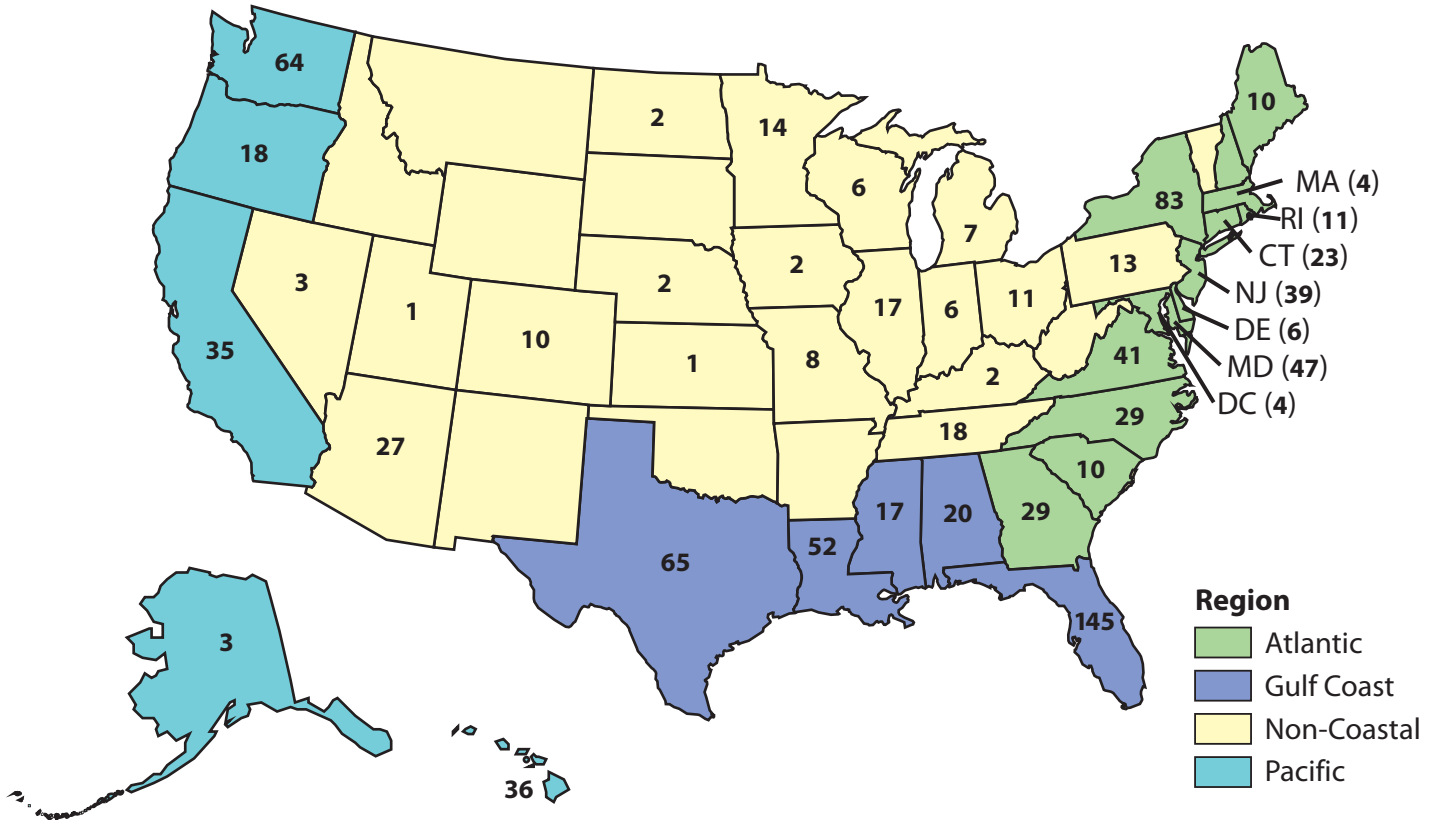 64
18
35
3
1
10
27
2
2
1
14
2
8
6
17
7
6
11
2
18
13
83
10
MA (4)
RI (11)
CT (23)
NJ (39)
DE (6)
MD (47)
DC (4)
41
29
10
29
65
52
17
20
145
3
36
Region
Atlantic
Gulf Coast
Non-Coastal
Pacific